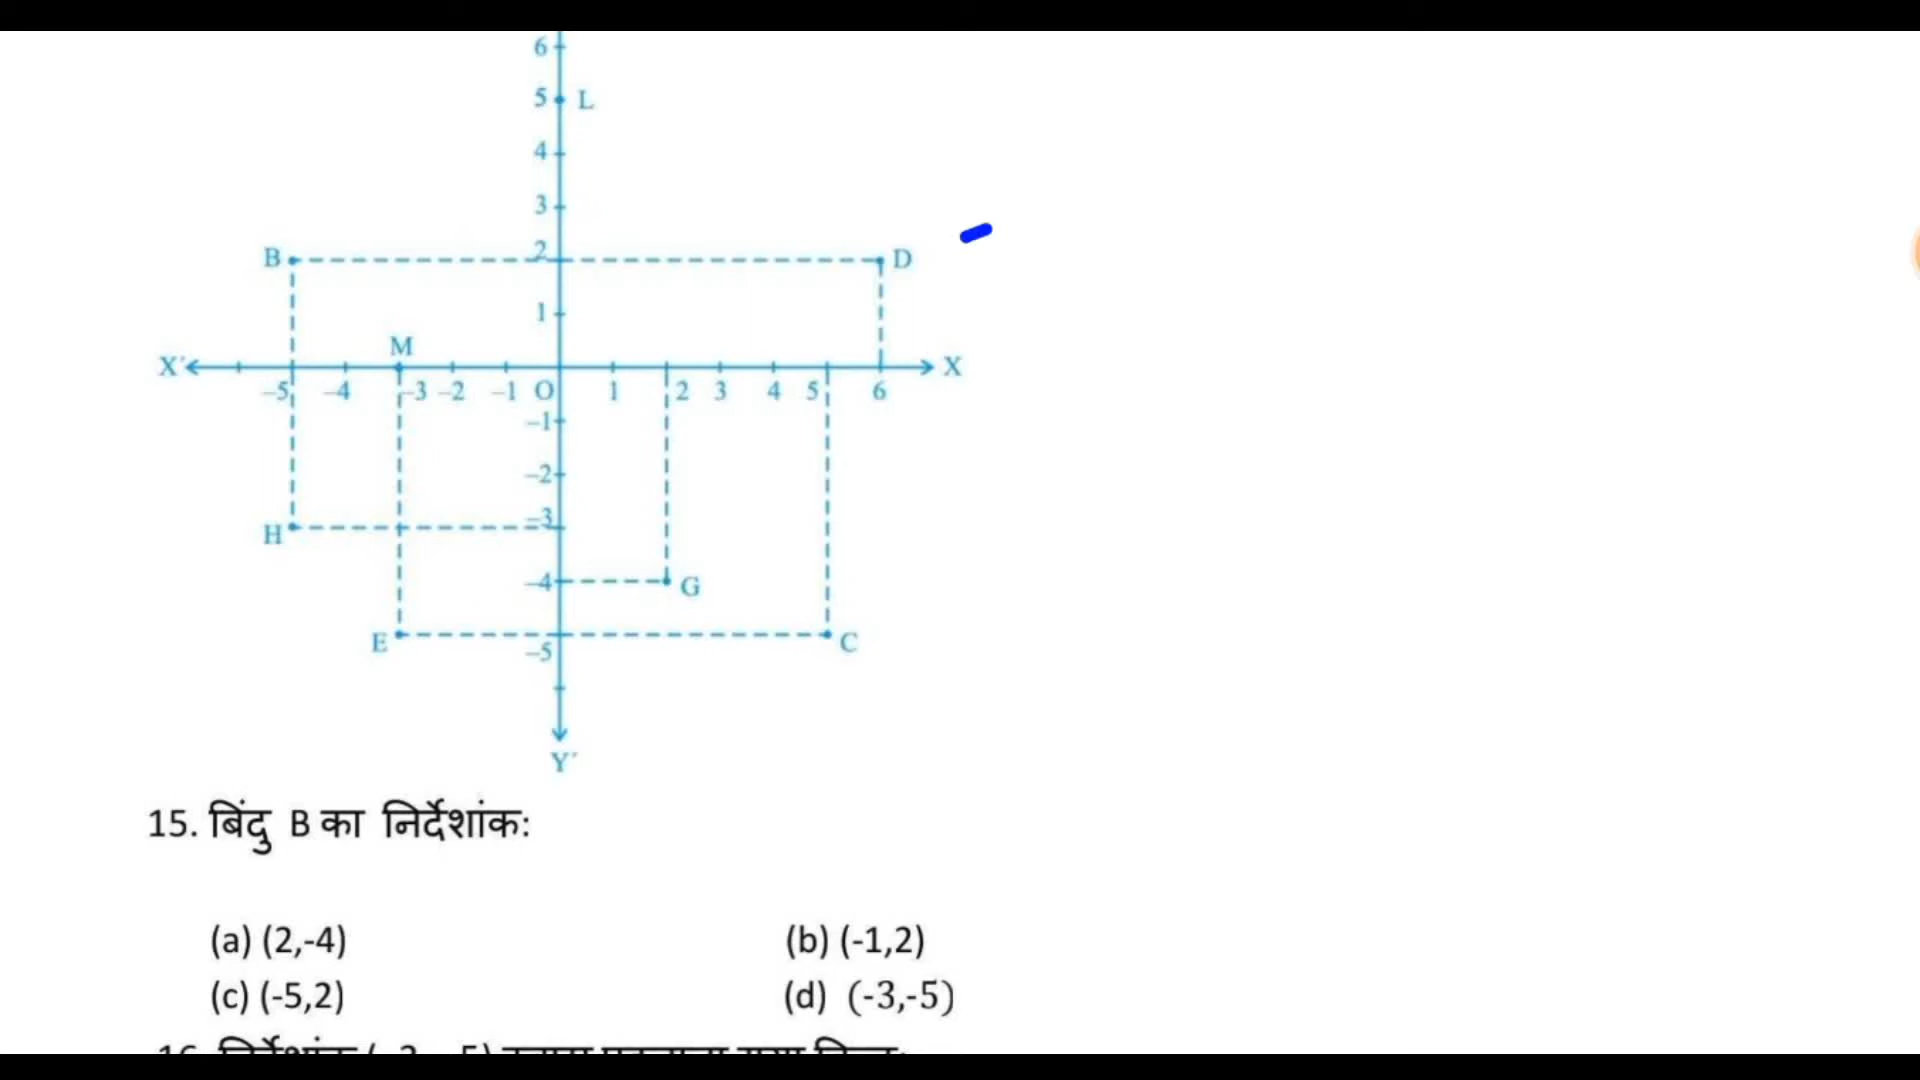 6
5 L
4
3
B 2 D
1
M
X´ X
–5 –4 –3 –2 –1 O 1 2 3 4 5 6
–1
–2
–3
H
–4 G
E C
–5
Y´
15. बिंदु B का निर्देशांक:
(a) (2,-4) (b) (-1,2)
(c) (-5,2) (d) (-3,-5)